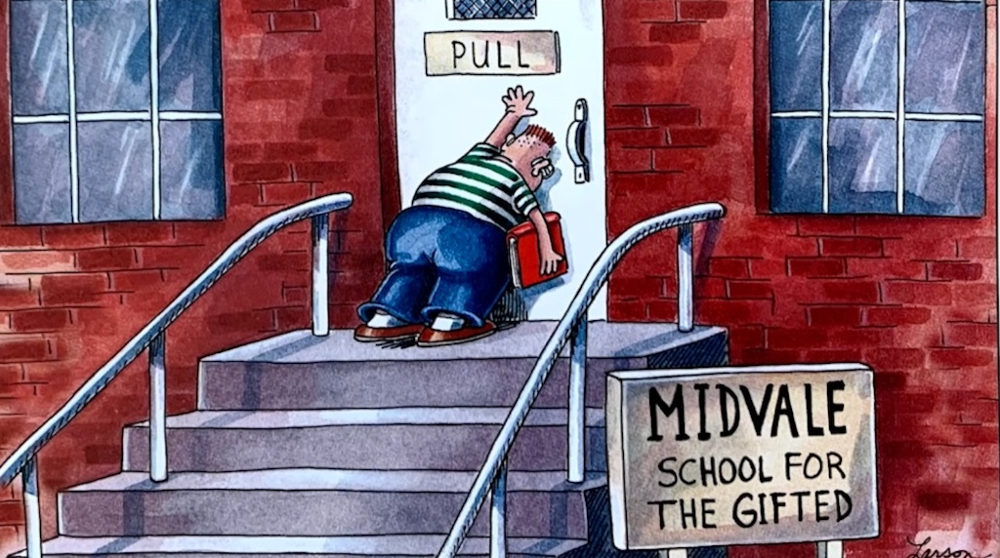 PULL
MIDVALE
SCHOOL FOR
THE GIFTED
Larson